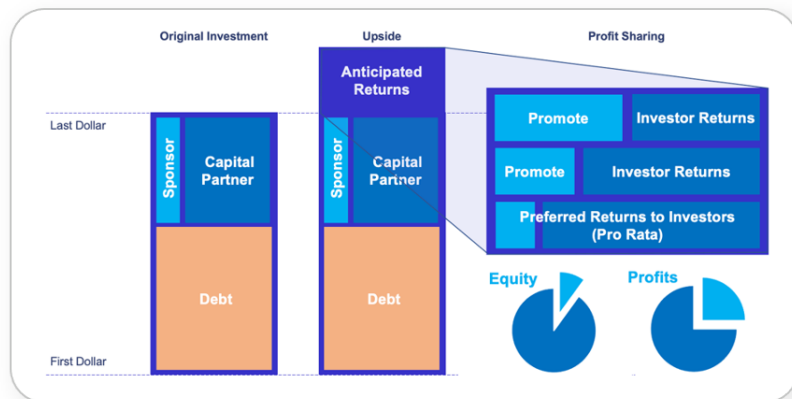 Original Investment
Upside
Profit Sharing
Anticipated
Returns
Last Dollar
Sponsor
Capital
Partner
Sponsor
Capital
Partner
Promote
Investor Returns
Promote
Investor Returns
Preferred Returns to Investors
(Pro Rata)
Debt
Debt
Equity
Profits
First Dollar